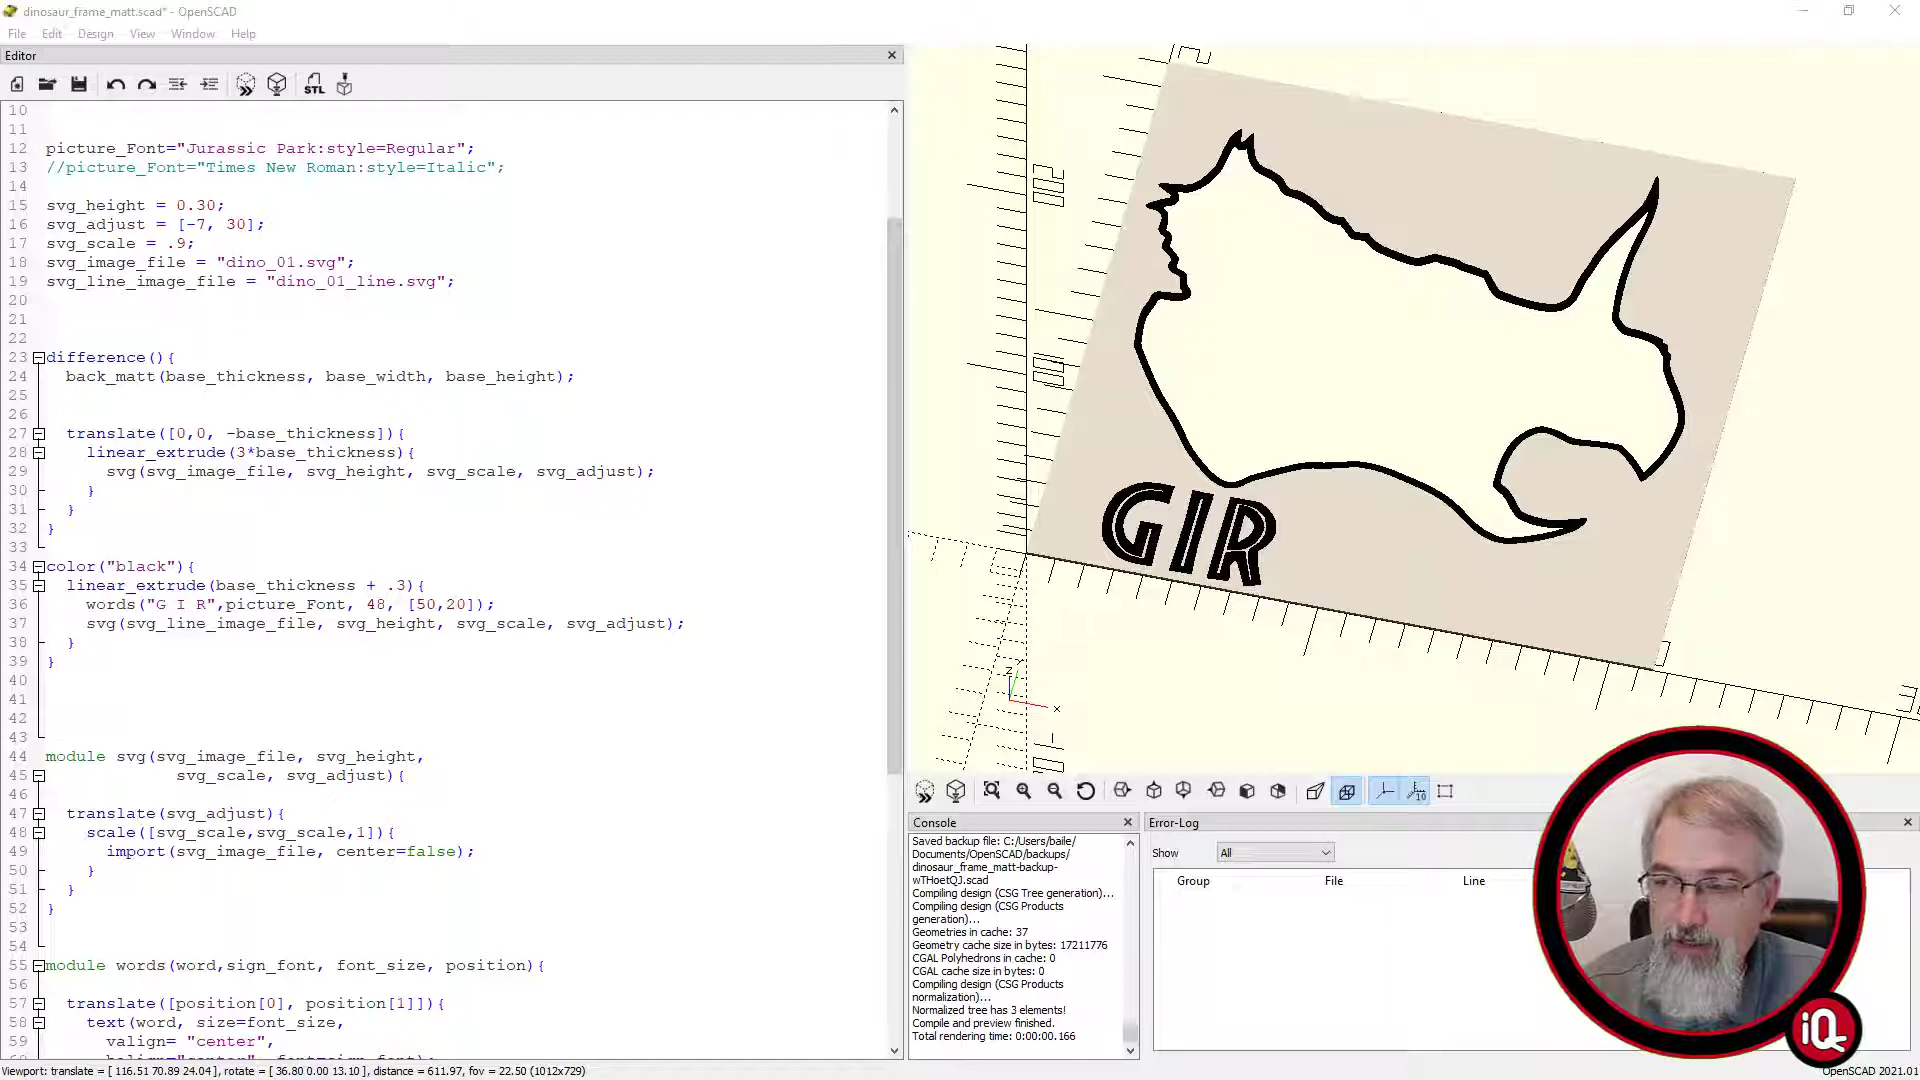 dinosaur_frame_matt.scad* - OpenSCAD
File Edit Design View Window Help
Editor
STL
10
11
12 picture_Font="Jurassic Park:style=Regular";
13 //picture_Font="Times New Roman:style=Italic";
14
15 svg_height = 0.30;
16 svg_adjust = [-7, 30];
17 svg_scale = .9;
18 svg_image_file = "dino_01.svg";
19 svg_line_image_file = "dino_01_line.svg";
20
21
22
23 difference(){
24 back_matt(base_thickness, base_width, base_height);
25
26
27 translate([0,0, -base_thickness]){
28 linear_extrude(3*base_thickness){
29 svg(svg_image_file, svg_height, svg_scale, svg_adjust);
30 }
31 }
32 }
33
34 color("black"){
35 linear_extrude(base_thickness + .3){
36 words("G I R",picture_Font, 48, [50,20]);
37 svg(svg_line_image_file, svg_height, svg_scale, svg_adjust);
38 }
39 }
40
41
42
43
44 module svg(svg_image_file, svg_height,
45 svg_scale, svg_adjust){
46
47 translate(svg_adjust){
48 scale([svg_scale,svg_scale,1]){
49 import(svg_image_file, center=false);
50 }
51 }
52 }
53
54
55 module words(word,sign_font, font_size, position){
56
57 translate([position[0], position[1]]){
58 text(word, size=font_size,
59 valign= "center",
GIR
z
x
10
Console
Saved backup file: C:/Users/baile/
Documents/OpenSCAD/backups/
dinosaur_frame_matt-backup-
wTHoetQJ.scad
Compiling design (CSG Tree generation)...
Compiling design (CSG Products
generation)...
Geometries in cache: 37
Geometry cache size in bytes: 17211776
CGAL Polyhedrons in cache: 0
CGAL cache size in bytes: 0
Compiling design (CSG Products
normalization)...
Normalized tree has 3 elements!
Compile and preview finished.
Total rendering time: 0:00:00.166
Error-Log
Show All
Group File Line
iQ
Viewport: translate = [ 116.51 70.89 24.04 ], rotate = [ 36.80 0.00 13.10 ], distance = 611.97, fov = 22.50 (1012x729)
OpenSCAD 2021.01